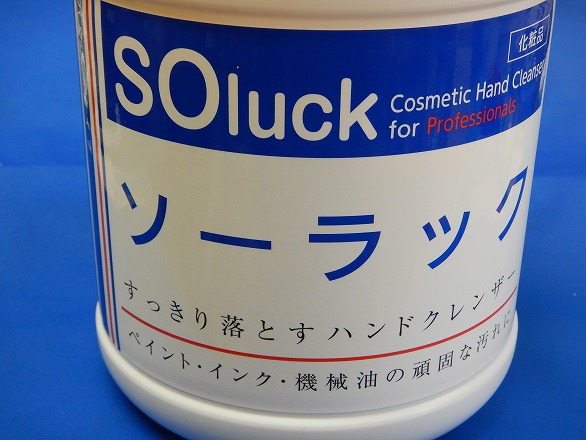 化粧品
SOluck
Cosmetic Hand Cleanser
for Professionals
ソーラック
すっきり落とすハンドクレンザー
ペイント・インク・機械油の頑固な汚れに